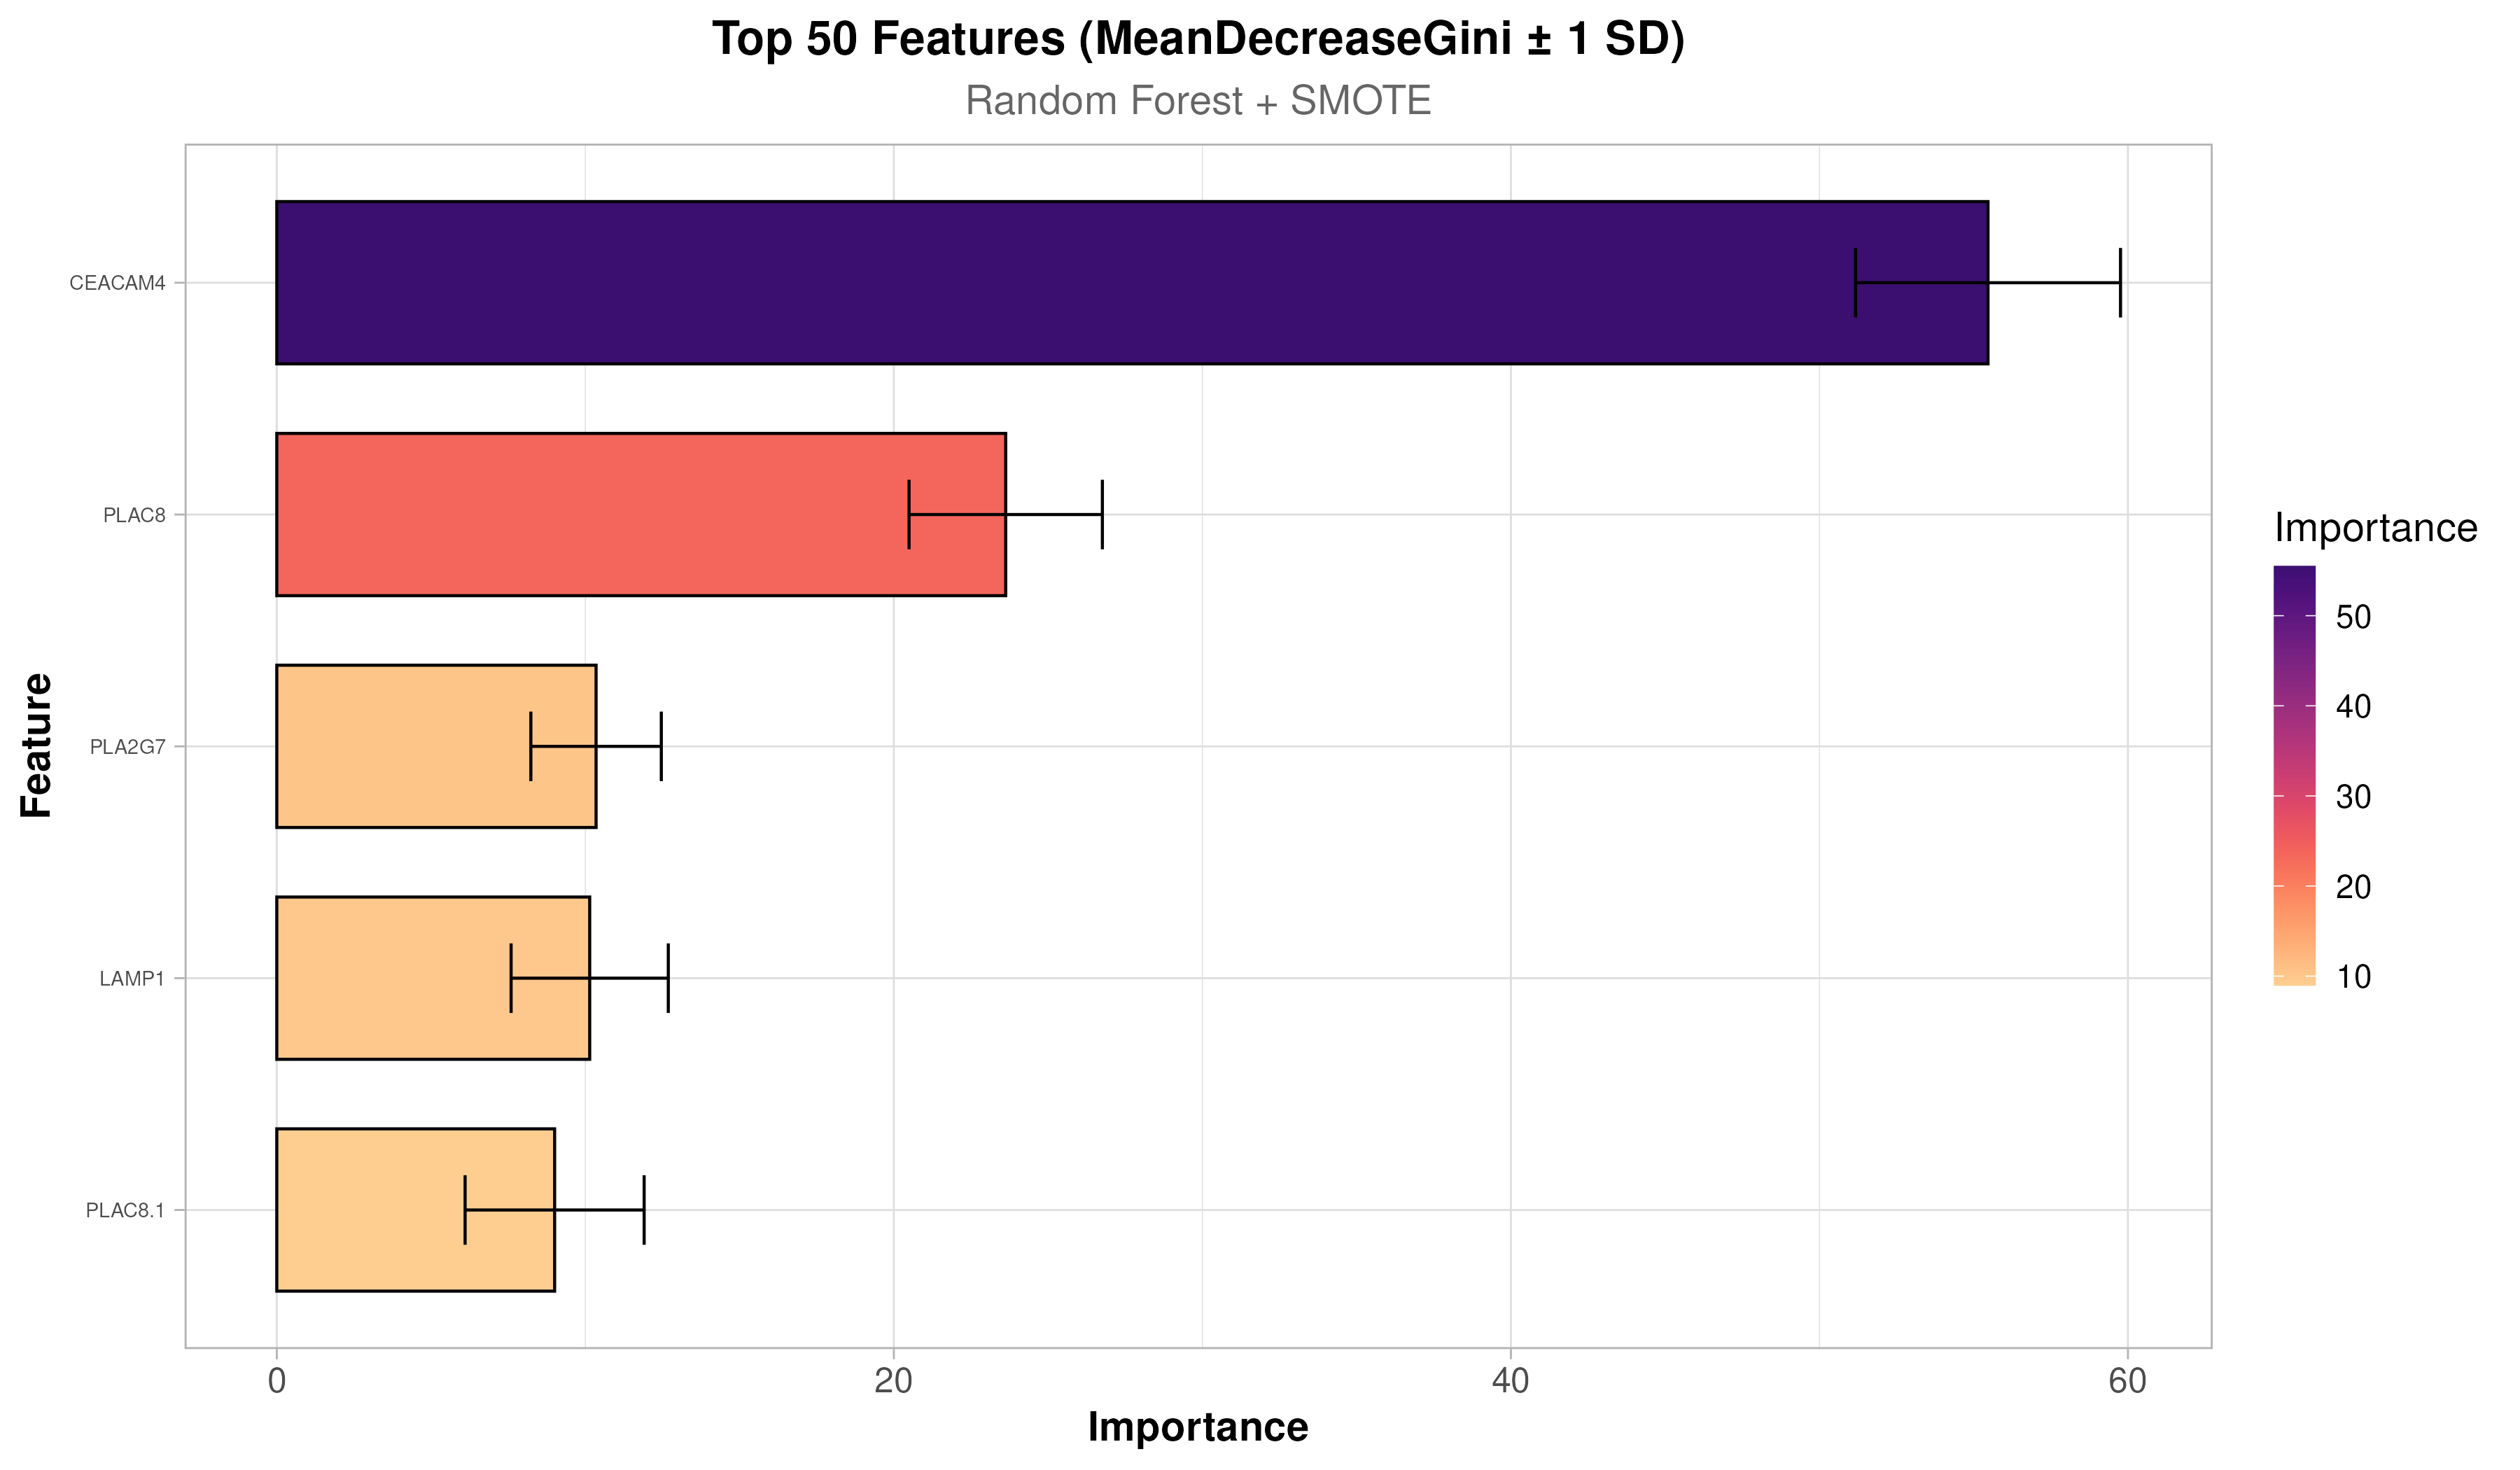 Top 50 Features (MeanDecreaseGini ± 1 SD)
Random Forest + SMOTE
Feature
CEACAM4
PLAC8
PLA2G7
LAMP1
PLAC8.1
0 20 40 60
Importance
Importance
50
40
30
20
10